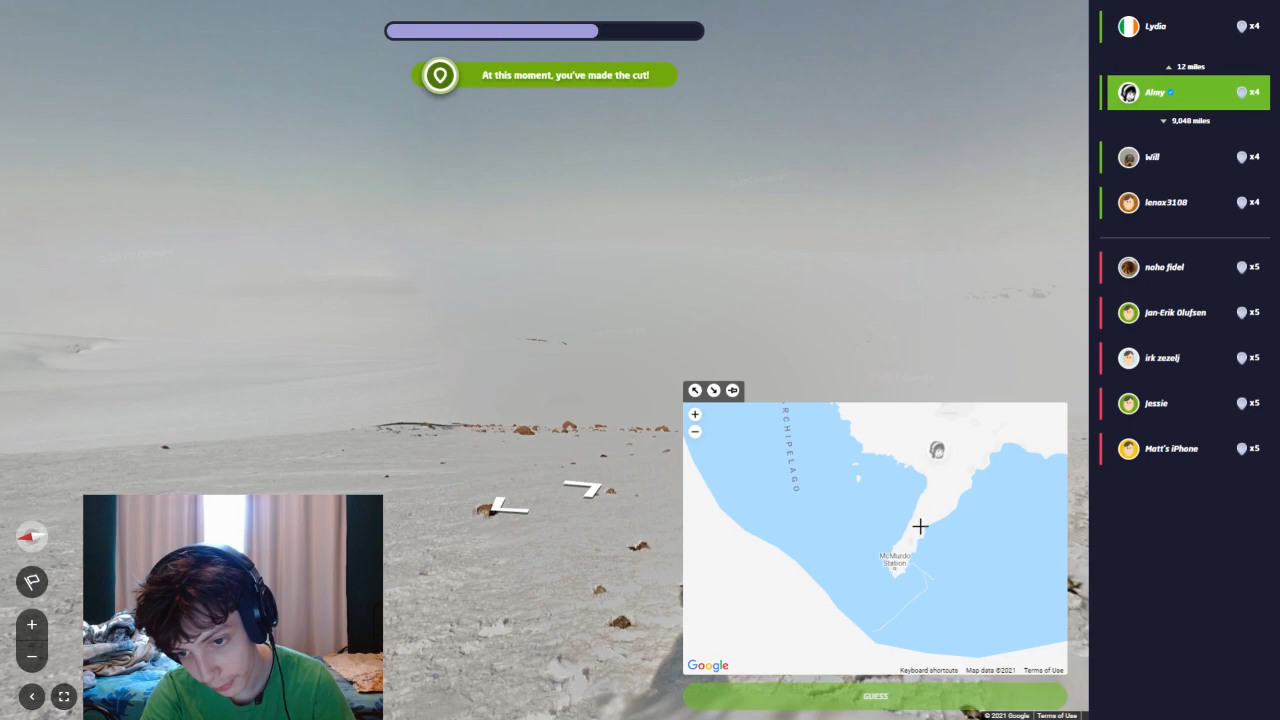 Lydia
x4
12 miles
At this moment, you've made the cut!
Almy
x4
9,048 miles
Will
x4
lenox3108
x4
noho fidel
x5
Jan-Erik Olufsen
x5
irk zezelj
x5
Jessie
x5
Matt's iPhone
x5
RCHIPELAGO
McMurdo
Station
Google
Keyboard shortcuts
Map data ©2021
Terms of Use
GUESS
© 2021 Google
Terms of Use